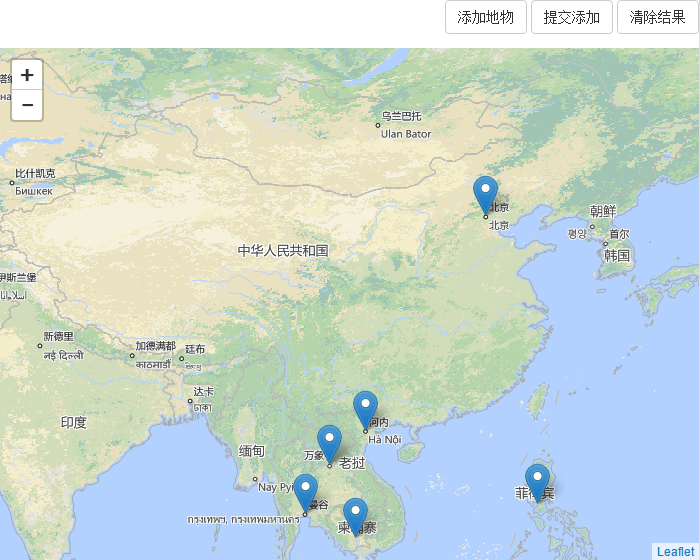 添加地物
提交添加
清除结果
+
−
乌兰巴托
Ulan Bator
比什凯克
Бишкек
北京
北京
朝鲜
평양
首尔
韩国
中华人民共和国
伊斯兰堡
新德里
नई दिल्ली
加德满都
काठमाडौं
廷布
达卡
ঢাকা
印度
缅甸
河内
Hà Nội
万象
老挝
Nay Pyi
曼谷
กรุงเทพฯ, กรุงเทพมหานคร
柬埔寨
菲律宾
Leaflet